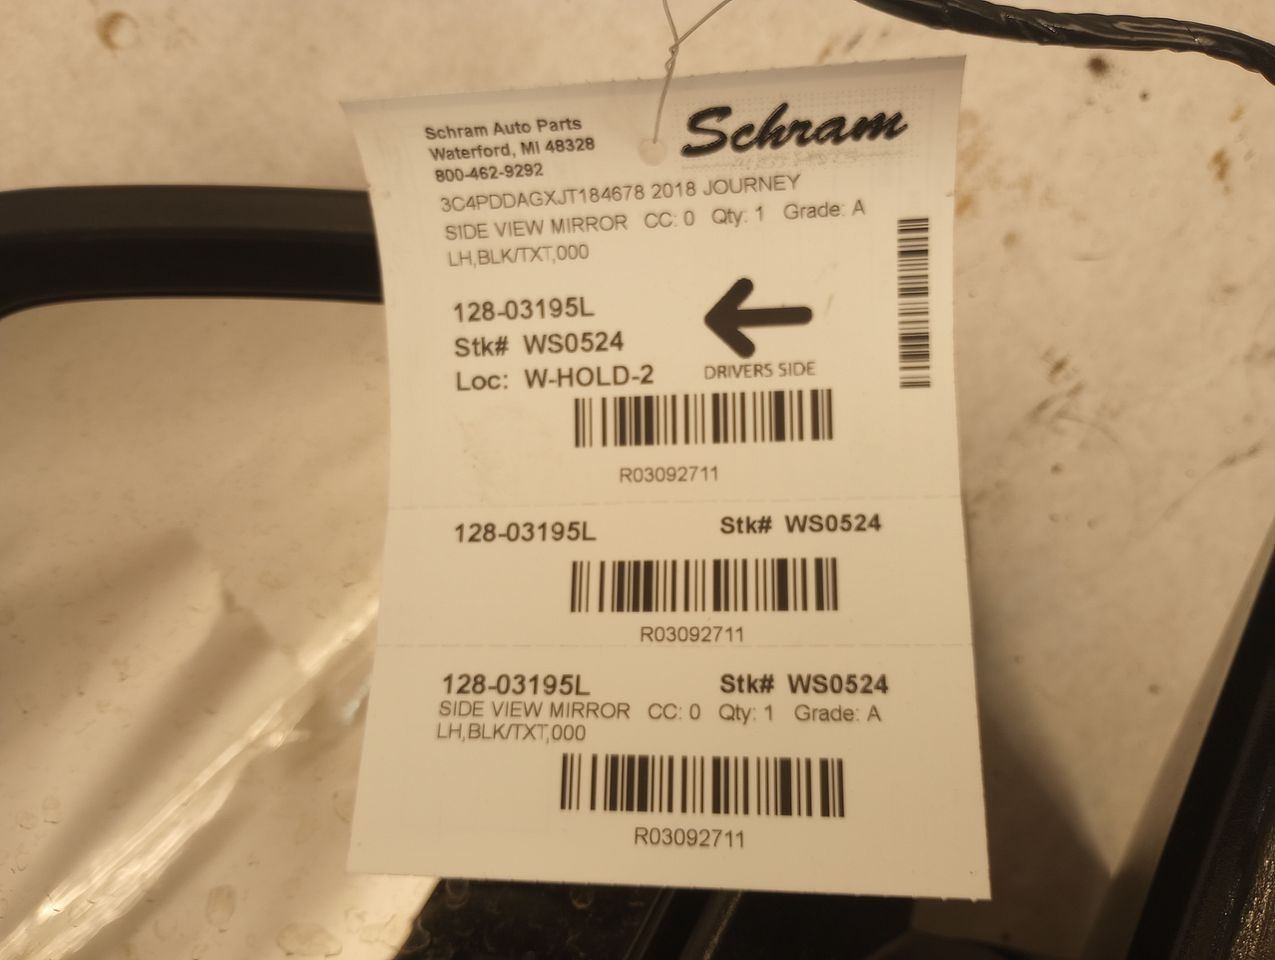 Schram Auto Parts
Waterford, MI 48328
800-462-9292
Schram
3C4PDDAGXJT184678 2018 JOURNEY
SIDE VIEW MIRROR CC: 0 Qty: 1 Grade: A
LH,BLK/TXT,000
128-03195L
Stk# WS0524
Loc: W-HOLD-2
DRIVERS SIDE
R03092711
128-03195L Stk# WS0524
R03092711
128-03195L Stk# WS0524
SIDE VIEW MIRROR CC: 0 Qty: 1 Grade: A
LH,BLK/TXT,000
R03092711